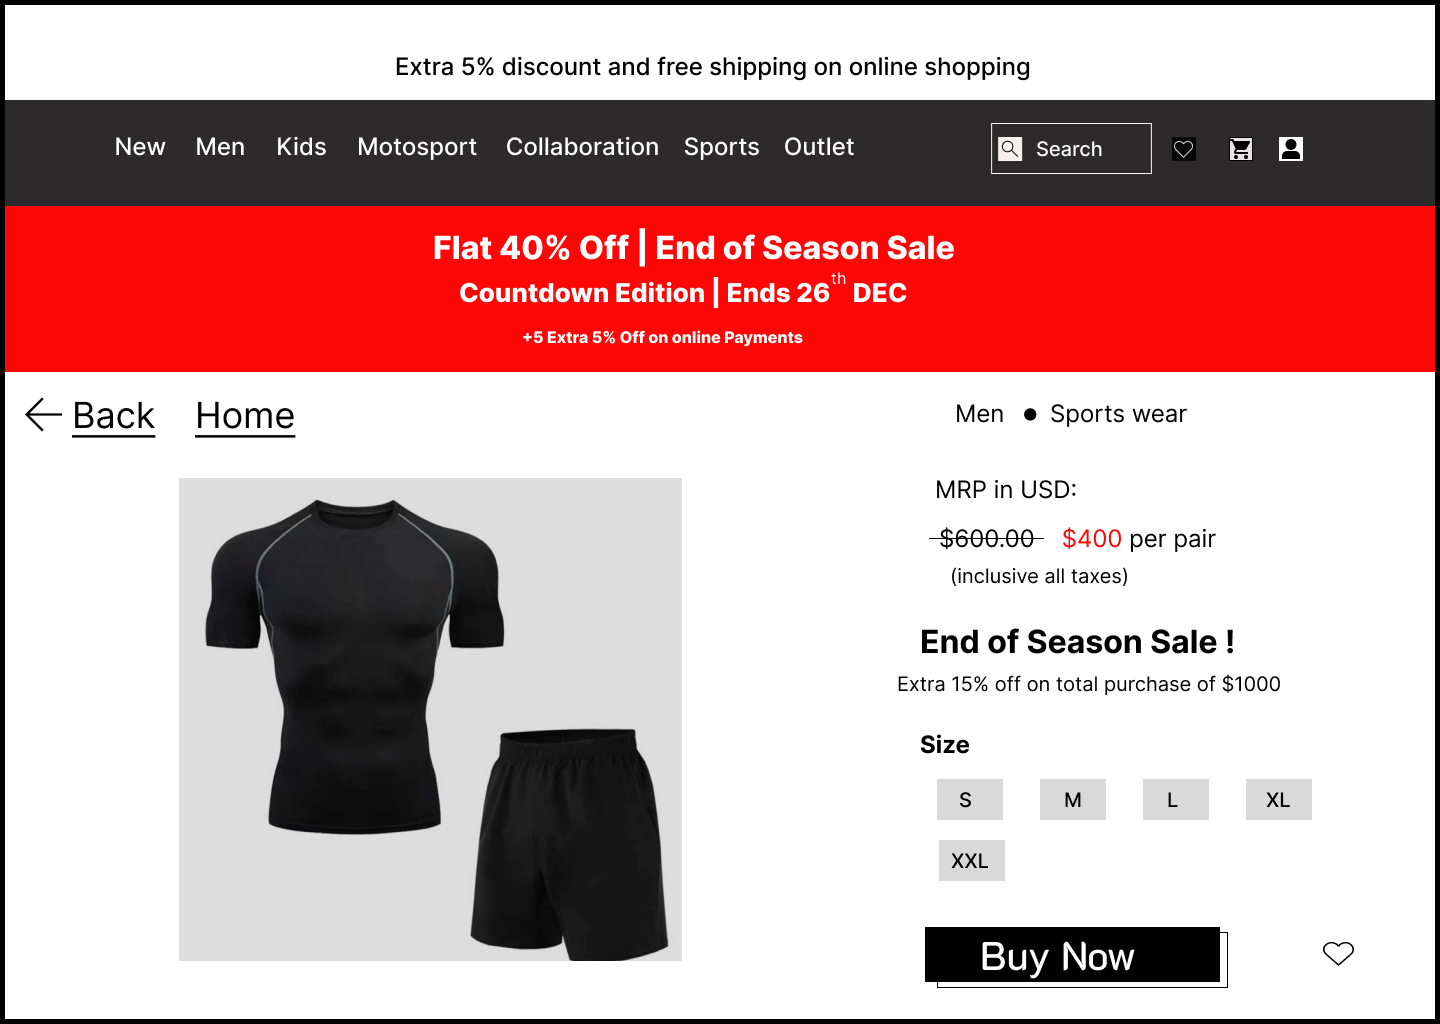 Extra 5% discount and free shipping on online shopping
New Men Kids Motosport Collaboration Sports Outlet Search
Flat 40% Off | End of Season Sale
Countdown Edition | Ends 26th DEC
+5 Extra 5% Off on online Payments
Back Home Men ● Sports wear
MRP in USD:
$600.00 $400 per pair
(inclusive all taxes)
End of Season Sale !
Extra 15% off on total purchase of $1000
Size
S M L XL
XXL
Buy Now